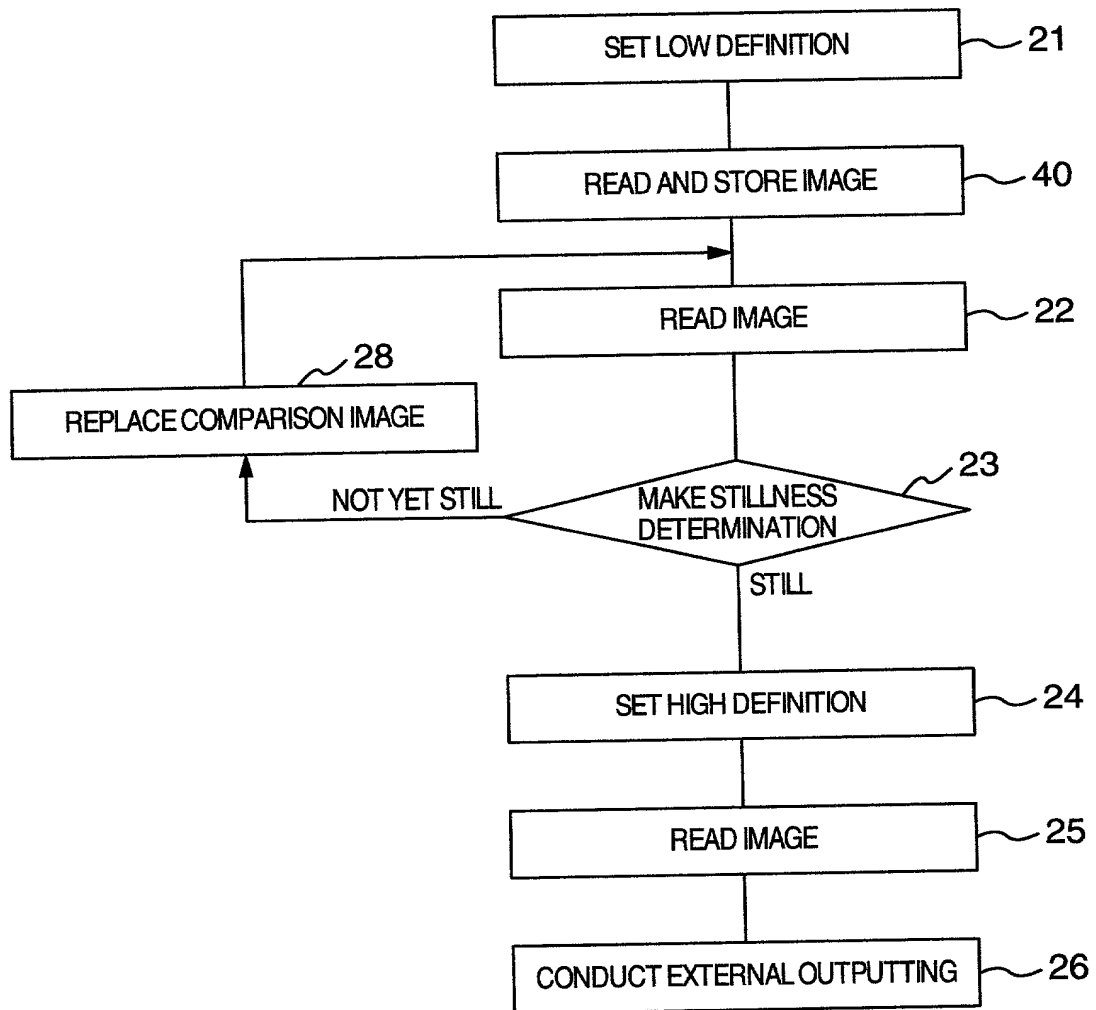 SET LOW DEFINITION
21
READ AND STORE IMAGE
40
READ IMAGE
22
28
REPLACE COMPARISON IMAGE
23
NOT YET STILL
MAKE STILLNESS
DETERMINATION
STILL
SET HIGH DEFINITION
24
READ IMAGE
25
CONDUCT EXTERNAL OUTPUTTING
26